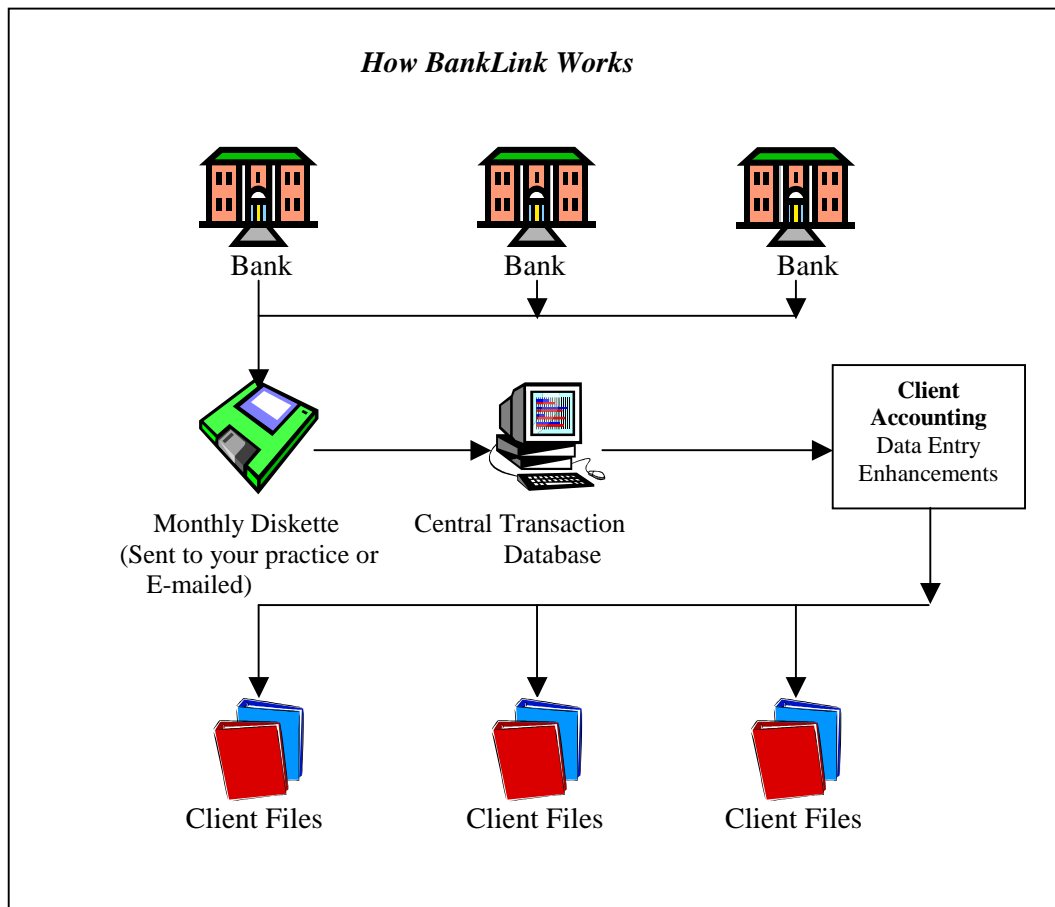 How BankLink Works
Bank
Bank
Bank
Client
Accounting
Data Entry
Enhancements
Monthly Diskette
(Sent to your practice or
E-mailed)
Central Transaction
Database
Client Files
Client Files
Client Files